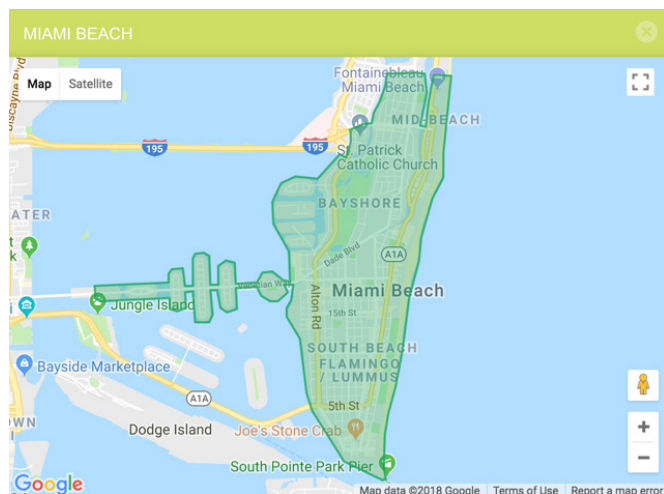 MIAMI BEACH
Map
Satellite
Fontainebleau
Miami Beach
MID-BEACH
195
195
St. Patrick
Catholic Church
BAYSHORE
ATER
Dade Blvd
A1A
Jungle Island
Miami Beach
Alton Rd
15th St
SOUTH BEACH
FLAMINGO
/ LUMMUS
Bayside Marketplace
A1A
5th St
Dodge Island
Joe's Stone Crab
South Pointe Park Pier
Google
Map data ©2018 Google
Terms of Use
Report a map error